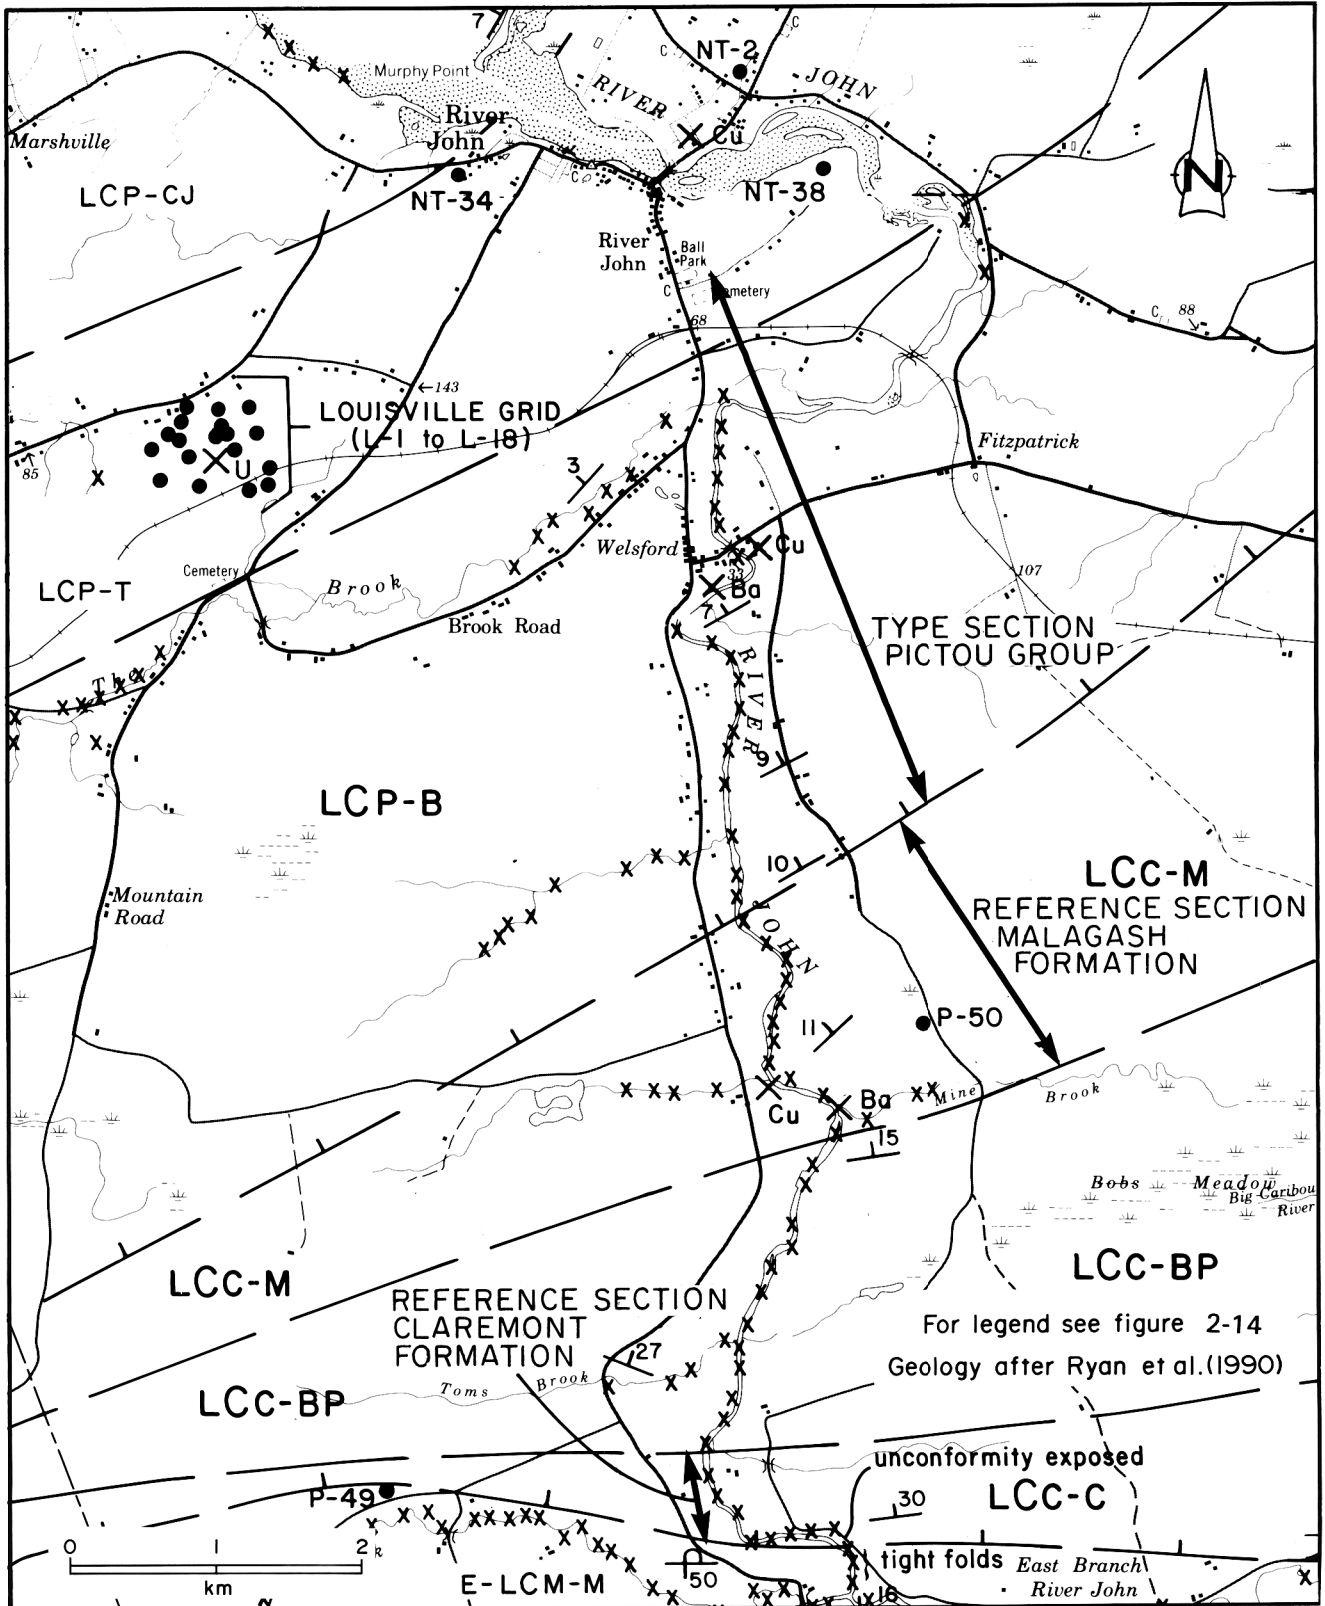 7
NT-2
C
C
Murphy Point
RIVER
JOHN
River
John
Cu
Marshville
C
LCP-CJ
NT-34
NT-38
N
River
John
Ball
Park
C
Cemetery
68
C
88
←143
LOUISVILLE GRID
(L-1 to L-18)
U
85
3
Fitzpatrick
Welsford
Cu
33
Ba
7
107
Cemetery
LCP-T
The
Brook
Brook Road
TYPE SECTION
PICTOU GROUP
RIVER
9
LCP-B
10
LCC-M
REFERENCE SECTION
MALAGASH
FORMATION
Mountain
Road
JOHN
11
P-50
Cu
Ba
Mine
Brook
15
Bobs
Meadow
Big Caribou
River
LCC-M
LCC-BP
REFERENCE SECTION
CLAREMONT
FORMATION
For legend see figure 2-14
Geology after Ryan et al.(1990)
27
Toms
Brook
LCC-BP
unconformity exposed
LCC-C
P-49
30
0
1
2
k
km
E-LCM-M
50
tight folds
16
East Branch
River John